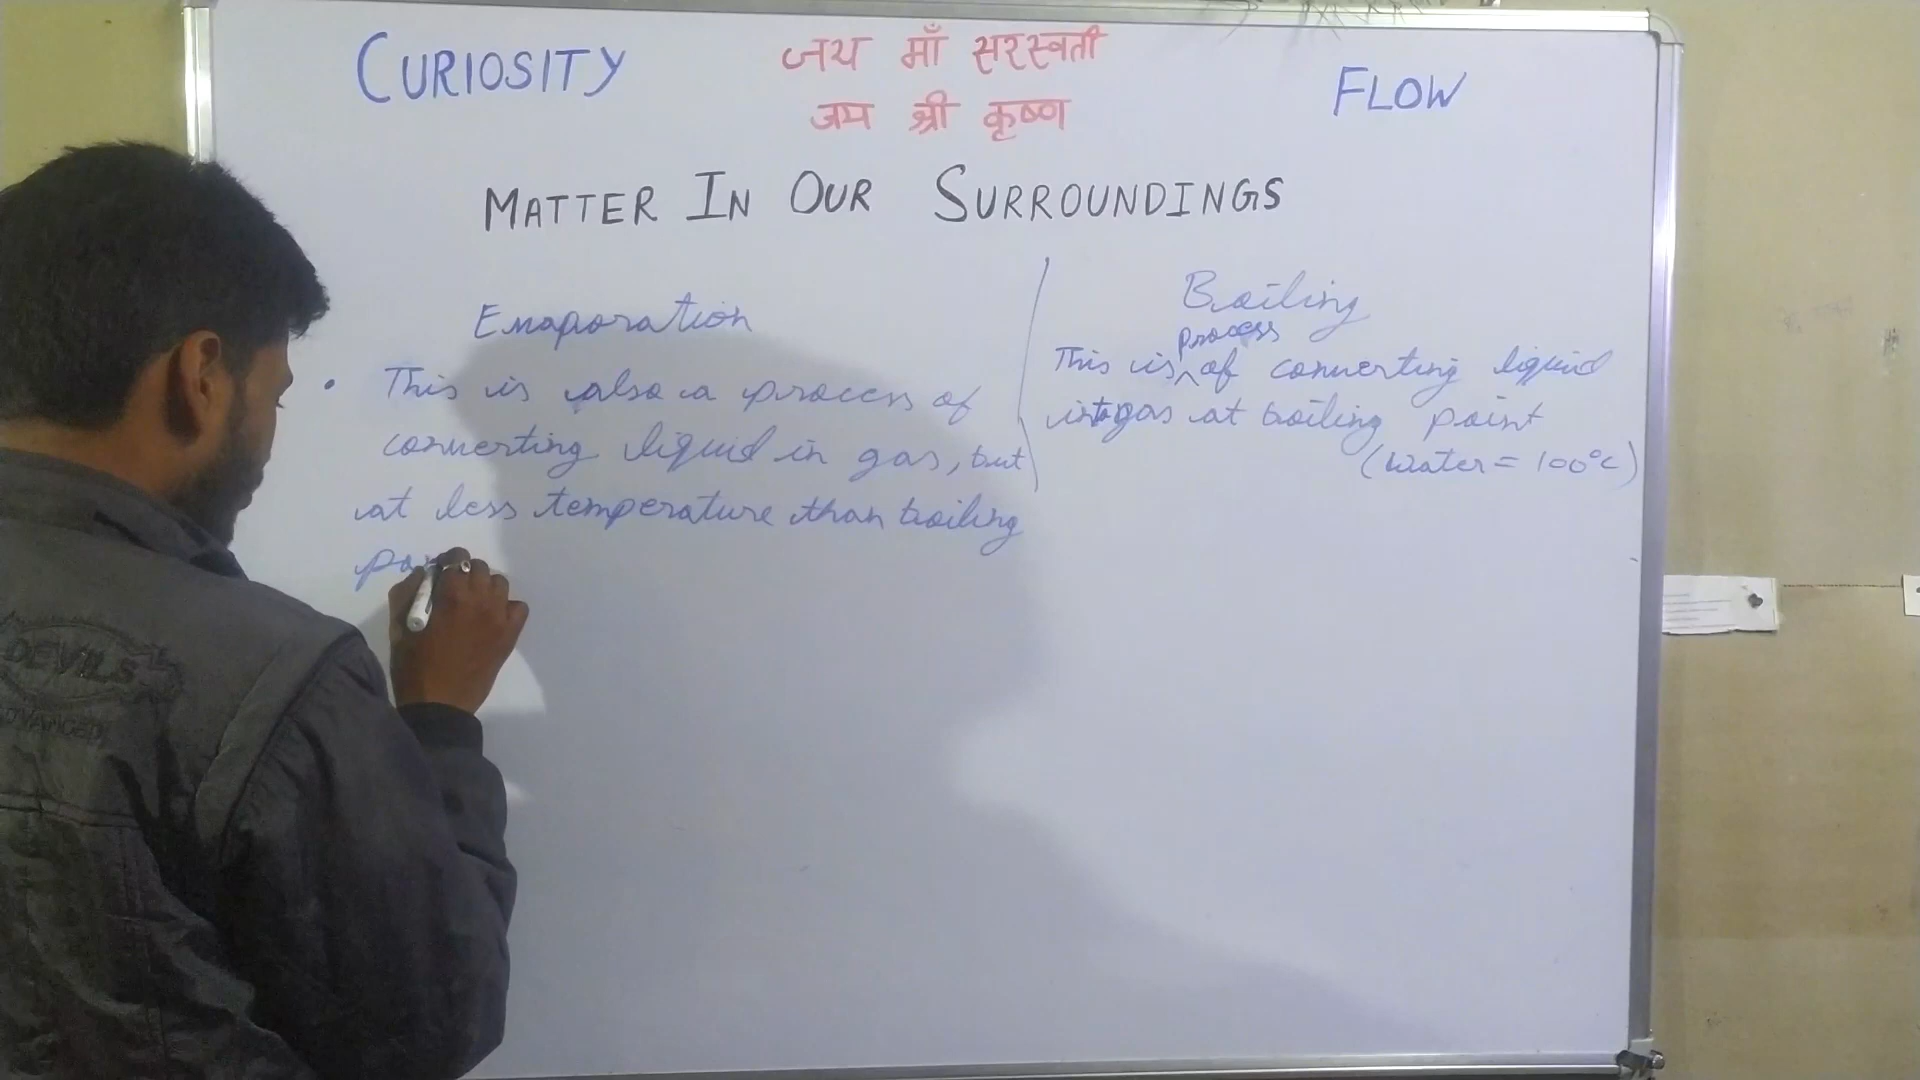 CURIOSITY
जय माँ सरस्वती
जय श्री कृष्ण
FLOW
MATTER IN OUR SURROUNDINGS
Evaporation
• This is also a process of
converting liquid in gas, but
at less temperature than boiling
Boiling
process
This is ^ of converting liquid
into gas at boiling point
(Water = 100°C)
DEVILS
ADVANCED